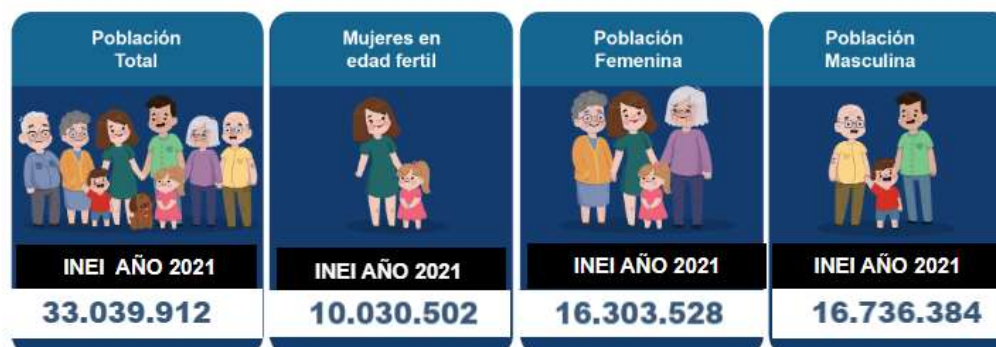 Población
Total
INEI AÑO 2021
33.039.912
Mujeres en
edad fertil
INEI AÑO 2021
10.030.502
Población
Femenina
INEI AÑO 2021
16.303.528
Población
Masculina
INEI AÑO 2021
16.736.384